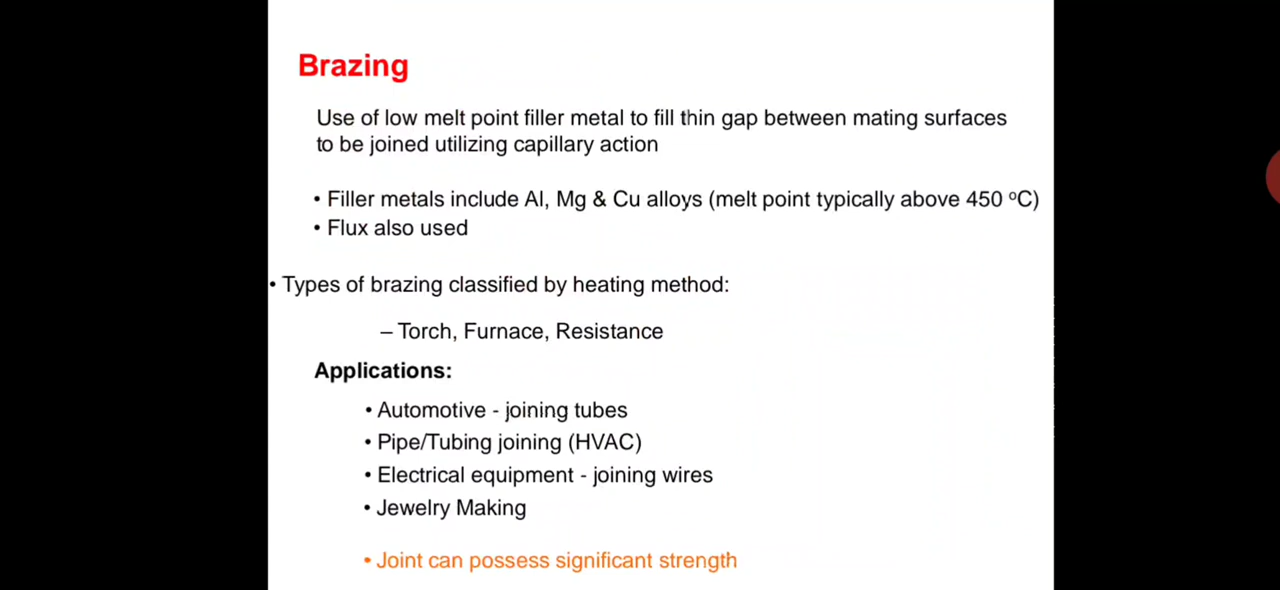 Brazing
Use of low melt point filler metal to fill thin gap between mating surfaces
to be joined utilizing capillary action
• Filler metals include Al, Mg & Cu alloys (melt point typically above 450 ºC)
• Flux also used
• Types of brazing classified by heating method:
– Torch, Furnace, Resistance
Applications:
• Automotive - joining tubes
• Pipe/Tubing joining (HVAC)
• Electrical equipment - joining wires
• Jewelry Making
• Joint can possess significant strength